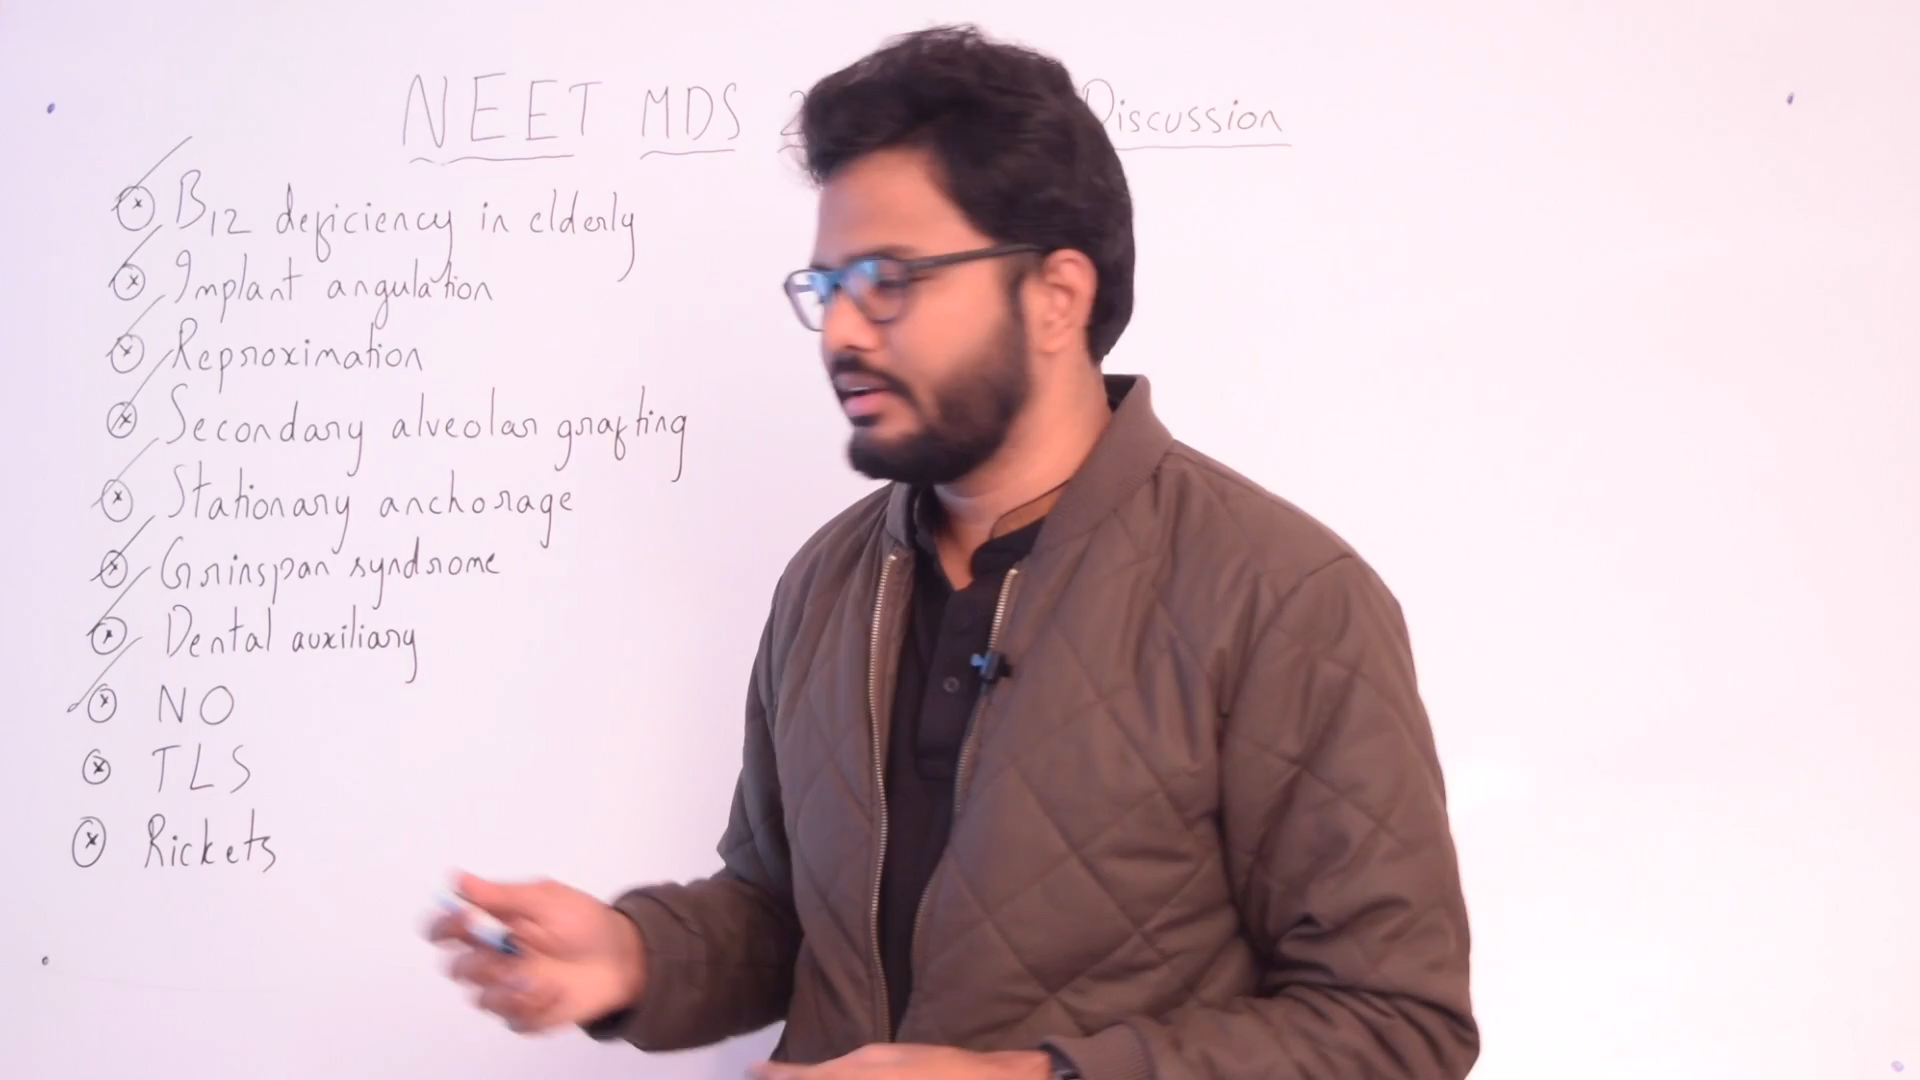 NEET MDS 2 Discussion
B12 deficiency in elderly
Implant angulation
Reproximation
Secondary alveolar grafting
Stationary anchorage
Grinspan syndrome
Dental auxiliary
NO
TLS
Rickets